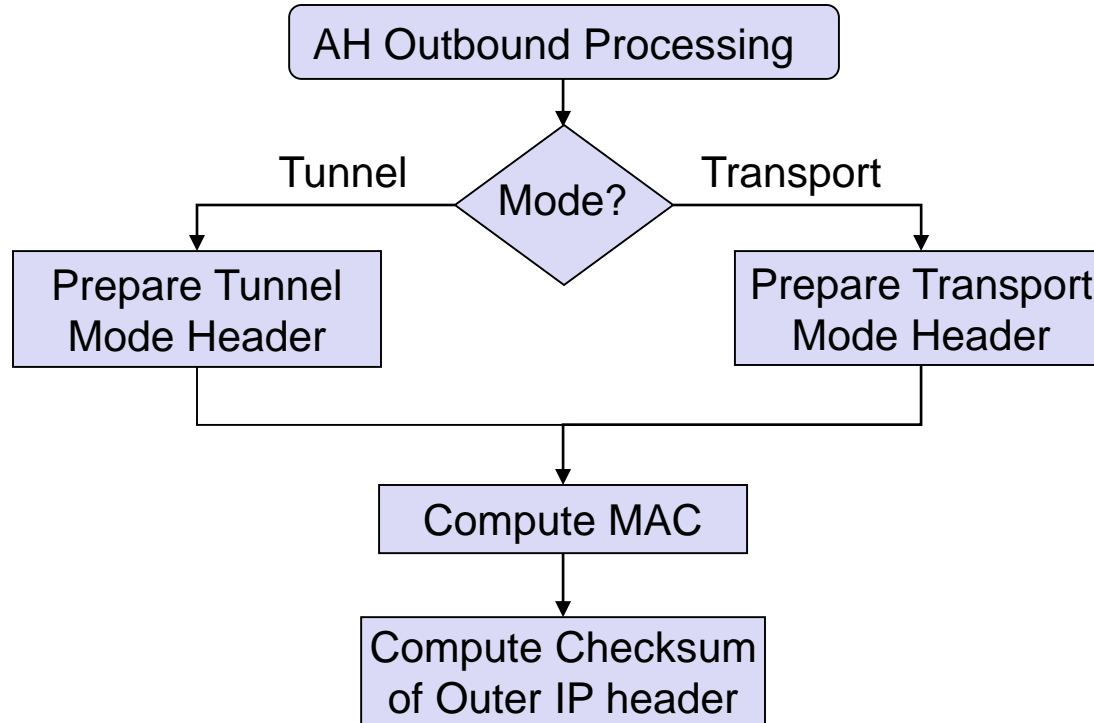 AH Outbound Processing
Tunnel
Mode?
Transport
Prepare Tunnel
Mode Header
Prepare Transport
Mode Header
Compute MAC
Compute Checksum
of Outer IP header